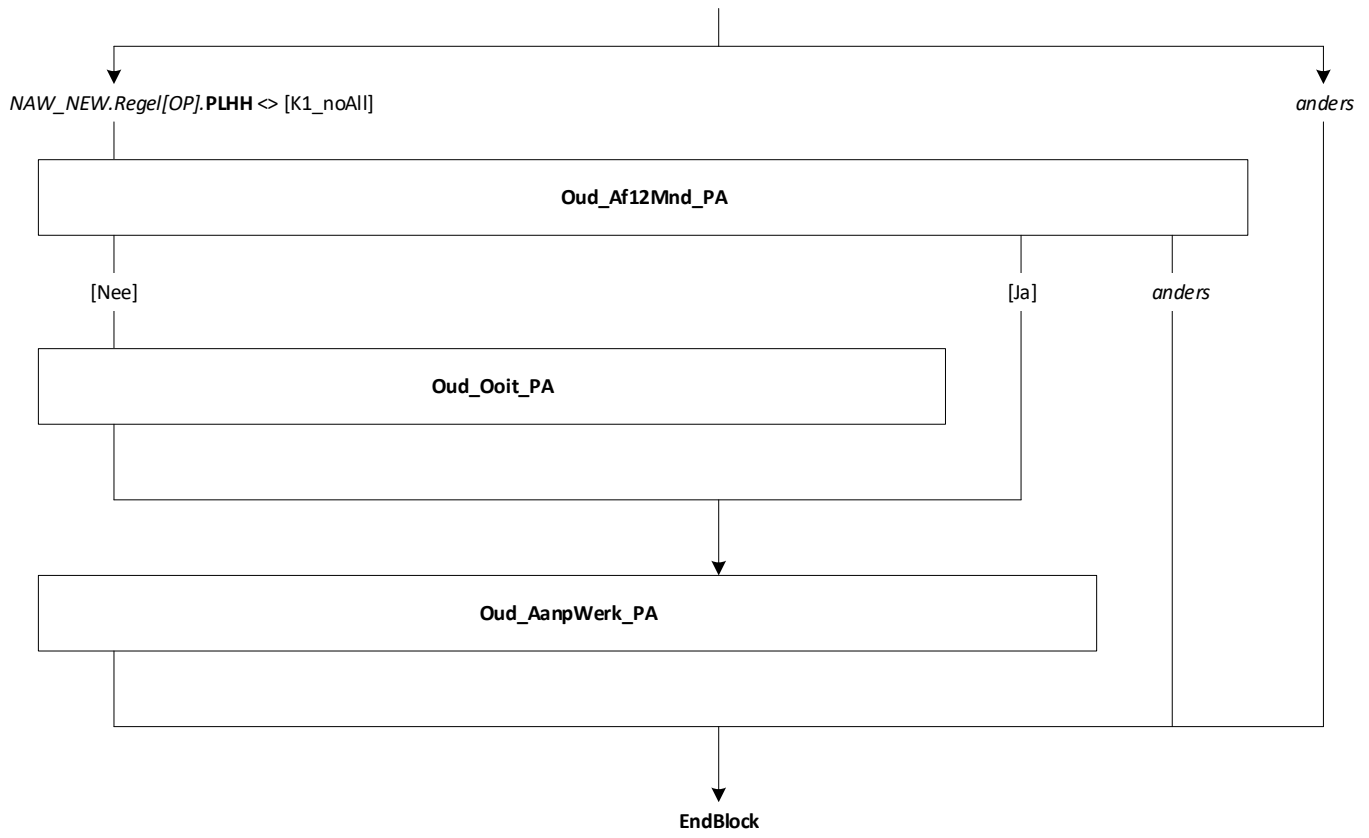 NAW_NEW.Regel[OP].PLHH <> [K1_noAll]
anders
Oud_Af12Mnd_PA
[Nee]
[Ja]
anders
Oud_Ooit_PA
Oud_AanpWerk_PA
EndBlock